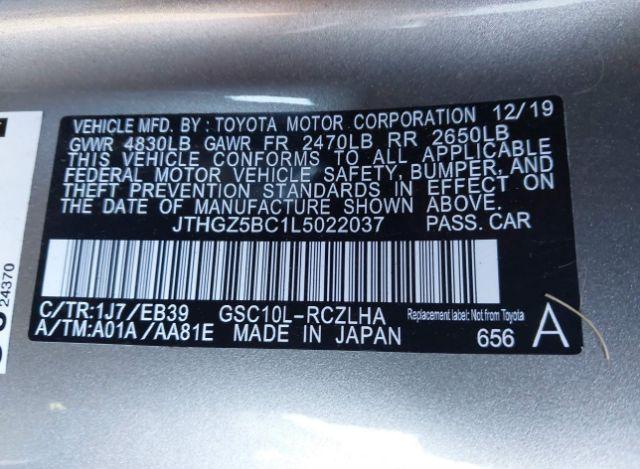 VEHICLE MFD. BY : TOYOTA MOTOR CORPORATION 12/19
GVWR 4830LB GAWR FR 2470LB RR 2650LB
THIS VEHICLE CONFORMS TO ALL APPLICABLE
FEDERAL MOTOR VEHICLE SAFETY, BUMPER, AND
THEFT PREVENTION STANDARDS IN EFFECT ON
THE DATE OF MANUFACTURE SHOWN ABOVE.
JTHGZ5BC1L5022037 PASS. CAR
C/TR:1J7/EB39 GSC10L-RCZLHA Replacement label: Not from Toyota
A/TM:A01A /AA81E MADE IN JAPAN 656 A
24370